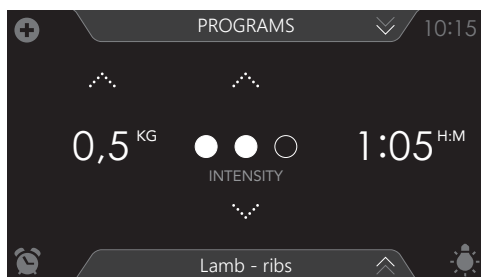 PROGRAMS
10:15
0,5 KG
1:05 H:M
INTENSITY
Lamb - ribs